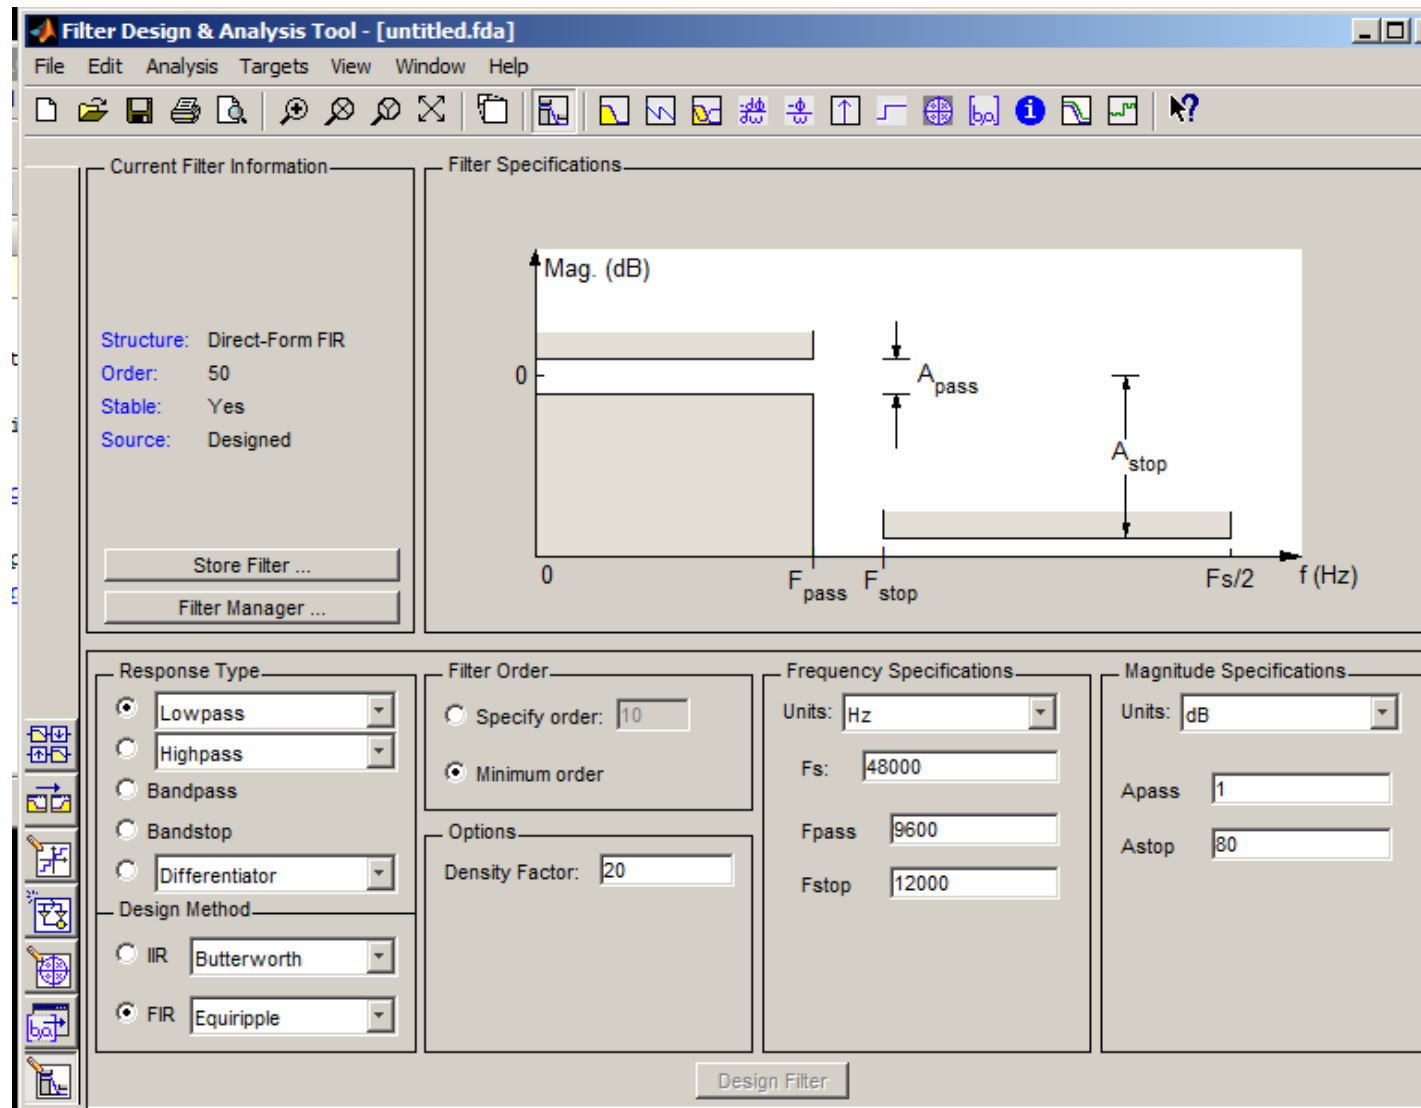 Filter Design & Analysis Tool - [untitled.fda]
File Edit Analysis Targets View Window Help
Current Filter Information
Structure: Direct-Form FIR
Order: 50
Stable: Yes
Source: Designed
Store Filter ...
Filter Manager ...
Filter Specifications
Mag. (dB)
0
A pass
A stop
0
F pass
F stop
Fs/2
f (Hz)
Response Type
Lowpass
Highpass
Bandpass
Bandstop
Differentiator
Design Method
IIR Butterworth
FIR Equiripple
Filter Order
Specify order: 10
Minimum order
Options
Density Factor: 20
Frequency Specifications
Units: Hz
Fs: 48000
Fpass 9600
Fstop 12000
Magnitude Specifications
Units: dB
Apass 1
Astop 80
Design Filter